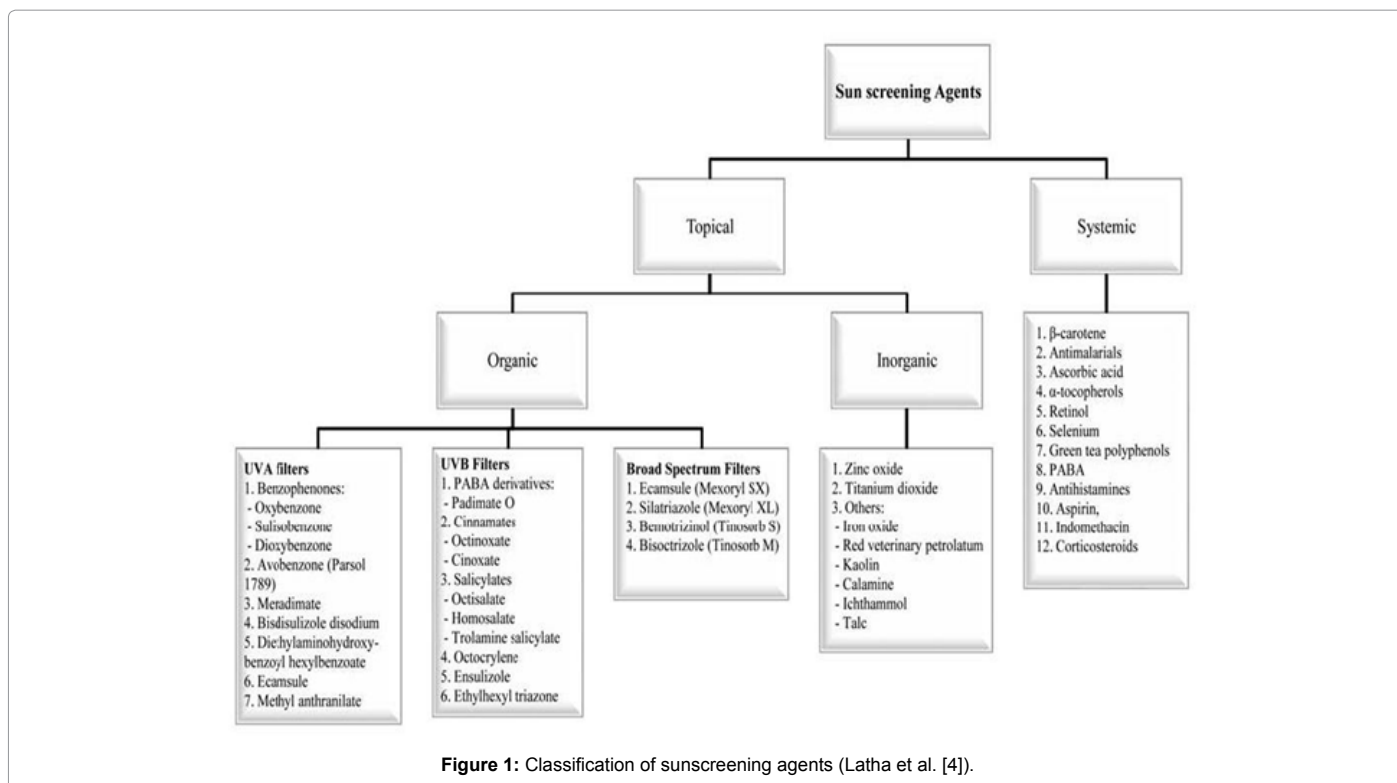 Sun screening Agents
Topical
Systemic
Organic
Inorganic
UVA filters
1. Benzophenones:
- Oxybenzone
- Sulisobenzone
- Dioxybenzone
2. Avobenzone (Parsol
1789)
3. Meradimate
4. Bisdisulizole disodium
5. Diethylaminohydroxy-
benzoyl hexylbenzoate
6. Ecamsule
7. Methyl anthranilate
UVB Filters
1. PABA derivatives:
- Padimate O
2. Cinnamates
- Octinoxate
- Cinoxate
3. Salicylates
- Octisalate
- Homosalate
- Trolamine salicylate
4. Octocrylene
5. Ensulizole
6. Ethylhexyl triazone
Broad Spectrum Filters
1. Ecamsule (Mexoryl SX)
2. Silatriazole (Mexoryl XL)
3. Bemotrizinol (Tinosorb S)
4. Bisoctrizole (Tinosorb M)
1. Zinc oxide
2. Titanium dioxide
3. Others:
- Iron oxide
- Red veterinary petrolatum
- Kaolin
- Calamine
- Ichthammol
- Talc
1. β-carotene
2. Antimalarials
3. Ascorbic acid
4. α-tocopherols
5. Retinol
6. Selenium
7. Green tea polyphenols
8. PABA
9. Antihistamines
10. Aspirin,
11. Indomethacin
12. Corticosteroids
Figure 1: Classification of sunscreening agents (Latha et al. [4]).